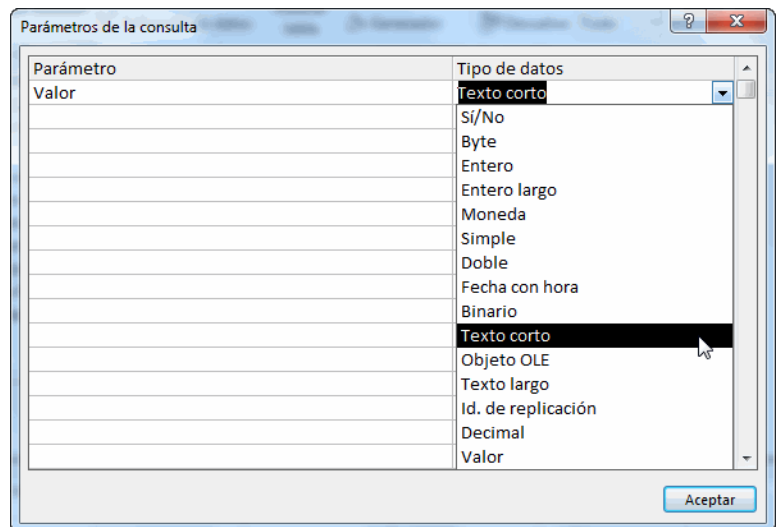 Parámetros de la consulta
Parámetro Tipo de datos
Valor Texto corto
Sí/No
Byte
Entero
Entero largo
Moneda
Simple
Doble
Fecha con hora
Binario
Texto corto
Objeto OLE
Texto largo
Id. de replicación
Decimal
Valor
Aceptar